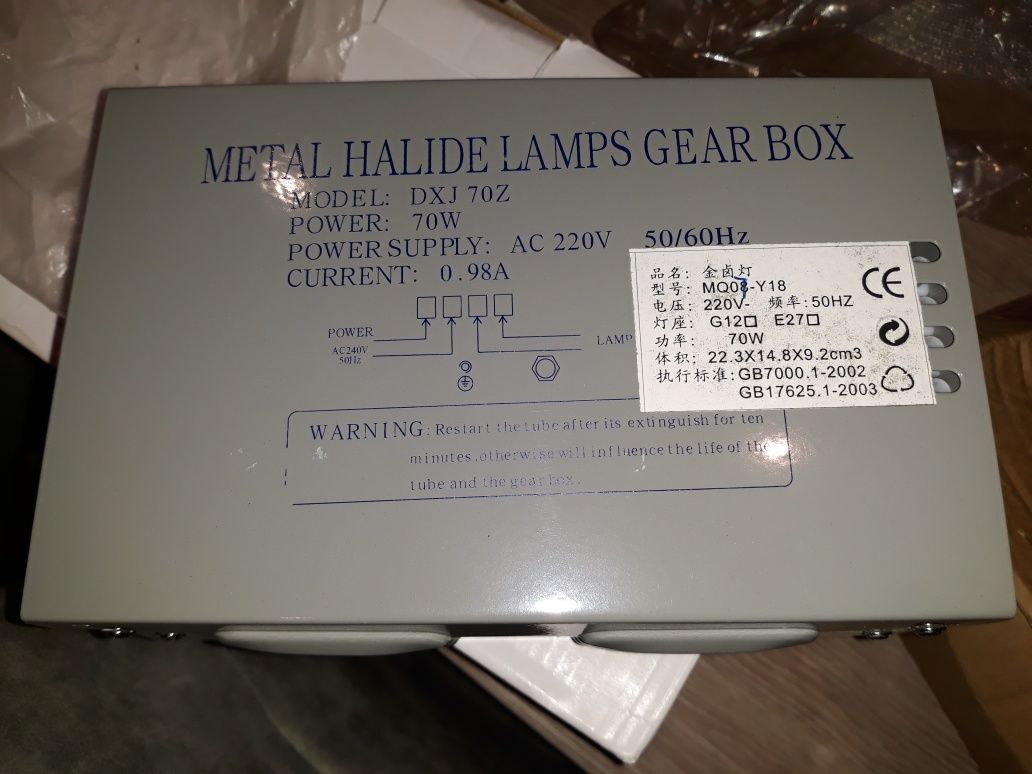 METAL HALIDE LAMPS GEAR BOX
MODEL: DXJ 70Z
POWER: 70W
POWER SUPPLY: AC 220V 50/60Hz
CURRENT: 0.98A
POWER
AC240V
50Hz
LAMP
品名: 金卤灯
型号: MQ08-Y18
电压: 220V- 频率:50HZ
灯座: G12□ E27□
功率: 70W
体积: 22.3X14.8X9.2cm3
执行标准:GB7000.1-2002
GB17625.1-2003
CE
WARNING: Restart the tube after its extinguish for ten
minutes.otherwise will influence the life of the
tube and the gear box.